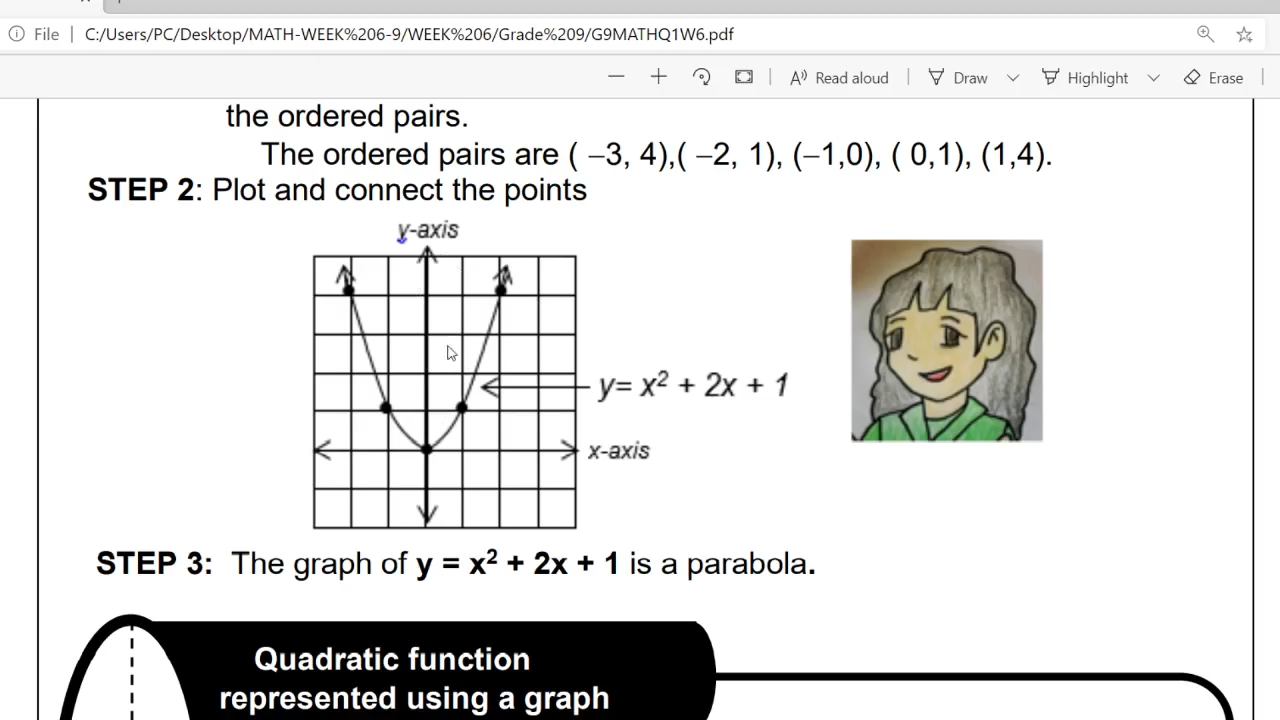 File | C:/Users/PC/Desktop/MATH-WEEK%206-9/WEEK%206/Grade%209/G9MATHQ1W6.pdf
Read aloud | Draw Highlight Erase
the ordered pairs.
The ordered pairs are ( –3, 4),( –2, 1), (–1,0), ( 0,1), (1,4).
STEP 2: Plot and connect the points
y-axis
y= x² + 2x + 1
x-axis
STEP 3: The graph of y = x² + 2x + 1 is a parabola.
Quadratic function
represented using a graph